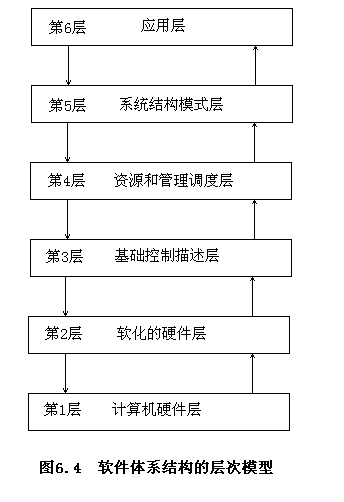 第6层 应用层
第5层 系统结构模式层
第4层 资源和管理调度层
第3层 基础控制描述层
第2层 软化的硬件层
第1层 计算机硬件层
图6.4 软件体系结构的层次模型